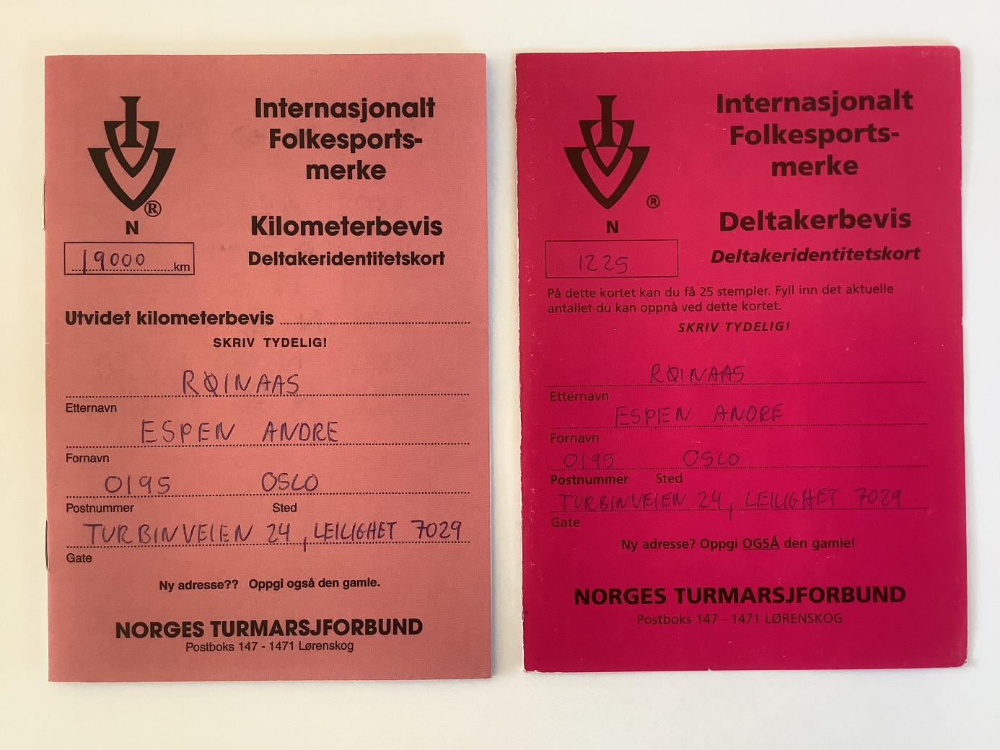 Internasjonalt
Folkesports-
merke
®
N
Kilometerbevis
19000 km
Deltakeridentitetskort
Utvidet kilometerbevis
SKRIV TYDELIG!
RØINAAS
Etternavn
ESPEN ANDRE
Fornavn
0195 OSLO
Postnummer Sted
TURBINVEIEN 24, LEILIGHET 7029
Gate
Ny adresse?? Oppgi også den gamle.
NORGES TURMARSJFORBUND
Postboks 147 - 1471 Lørenskog
Internasjonalt
Folkesports-
merke
®
N
Deltakerbevis
1225
Deltakeridentitetskort
På dette kortet kan du få 25 stempler. Fyll inn det aktuelle
antallet du kan oppnå ved dette kortet.
SKRIV TYDELIG!
RØINAAS
Etternavn
ESPEN ANDRE
Fornavn
0195 OSLO
Postnummer Sted
TURBINVEIEN 24, LEILIGHET 7029
Gate
Ny adresse? Oppgi OGSÅ den gamle!
NORGES TURMARSJFORBUND
Postboks 147 - 1471 LØRENSKOG